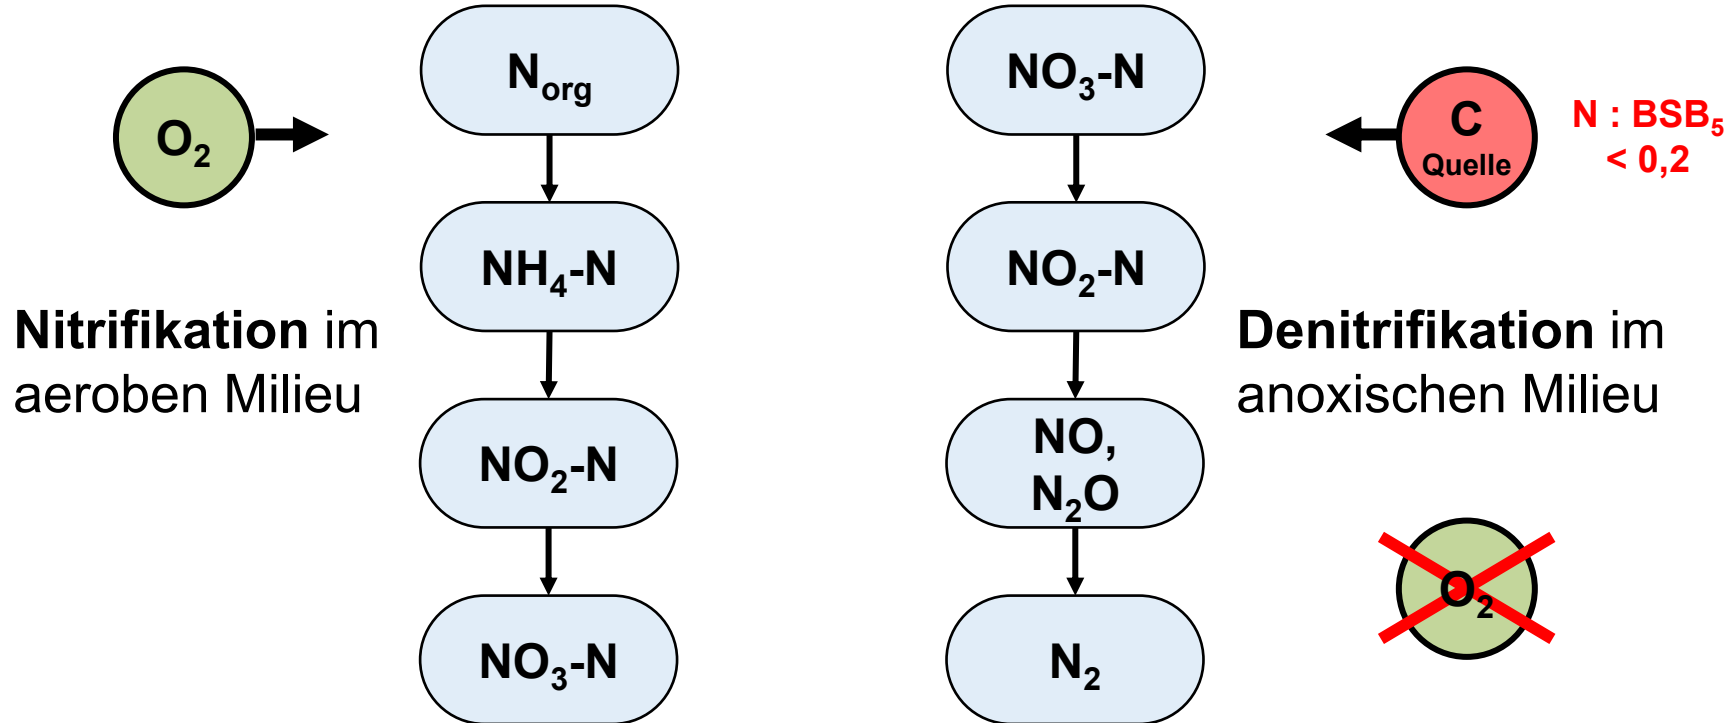 O₂
Nitrifikation im
aeroben Milieu
N_org
NH₄-N
NO₂-N
NO₃-N
NO₃-N
NO₂-N
NO,
N₂O
N₂
C
Quelle
N : BSB₅
< 0,2
Denitrifikation im
anoxischen Milieu
O₂